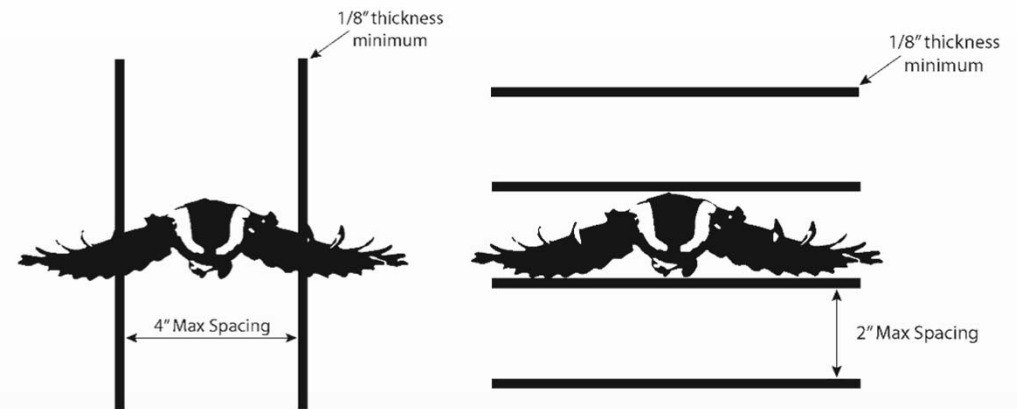 1/8" thickness
minimum
4" Max Spacing
1/8" thickness
minimum
2" Max Spacing